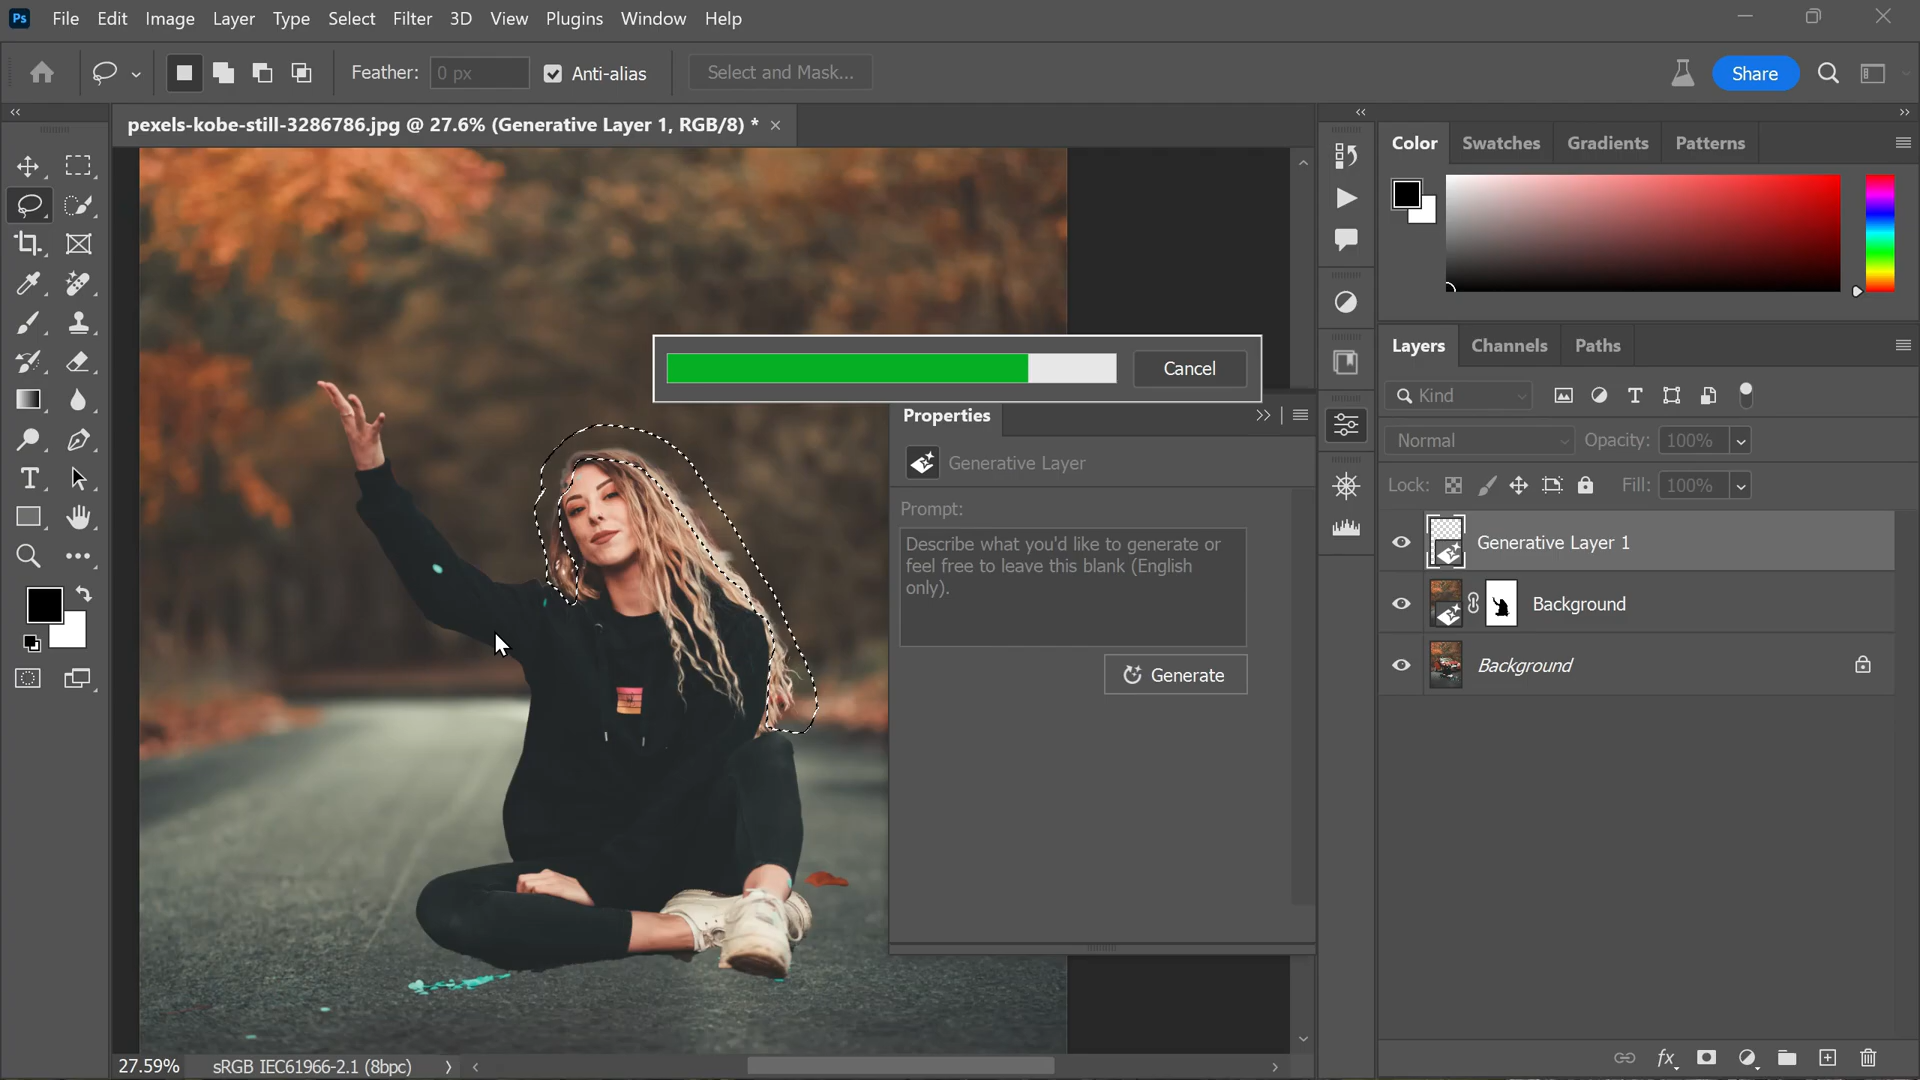 Ps File Edit Image Layer Type Select Filter 3D View Plugins Window Help
Feather: 0 px Anti-alias Select and Mask... Share
pexels-kobe-still-3286786.jpg @ 27.6% (Generative Layer 1, RGB/8) *
Color Swatches Gradients Patterns
Cancel
Properties
Generative Layer
Prompt:
Describe what you'd like to generate or
feel free to leave this blank (English
only).
Generate
Layers Channels Paths
Kind
Normal Opacity: 100%
Lock: Fill: 100%
Generative Layer 1
Background
Background
27.59% sRGB IEC61966-2.1 (8bpc)